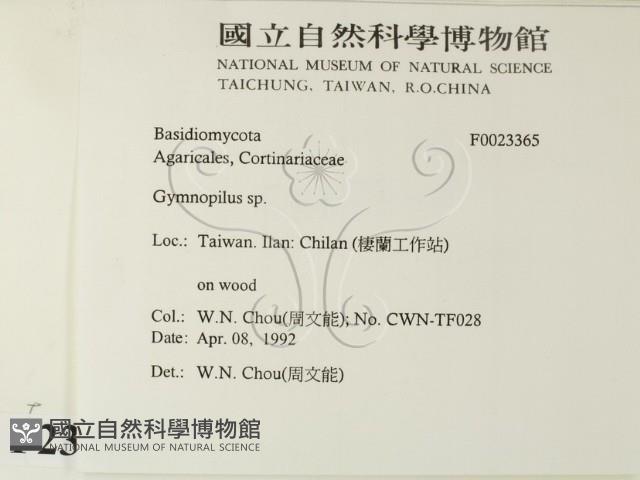 國立自然科學博物館
NATIONAL MUSEUM OF NATURAL SCIENCE
TAICHUNG, TAIWAN, R.O.CHINA
Basidiomycota F0023365
Agaricales, Cortinariaceae
Gymnopilus sp.
Loc.: Taiwan. Ilan: Chilan (棲蘭工作站)
on wood
Col.: W.N. Chou(周文能); No. CWN-TF028
Date: Apr. 08, 1992
Det.: W.N. Chou(周文能)
國立自然科學博物館
NATIONAL MUSEUM OF NATURAL SCIENCE